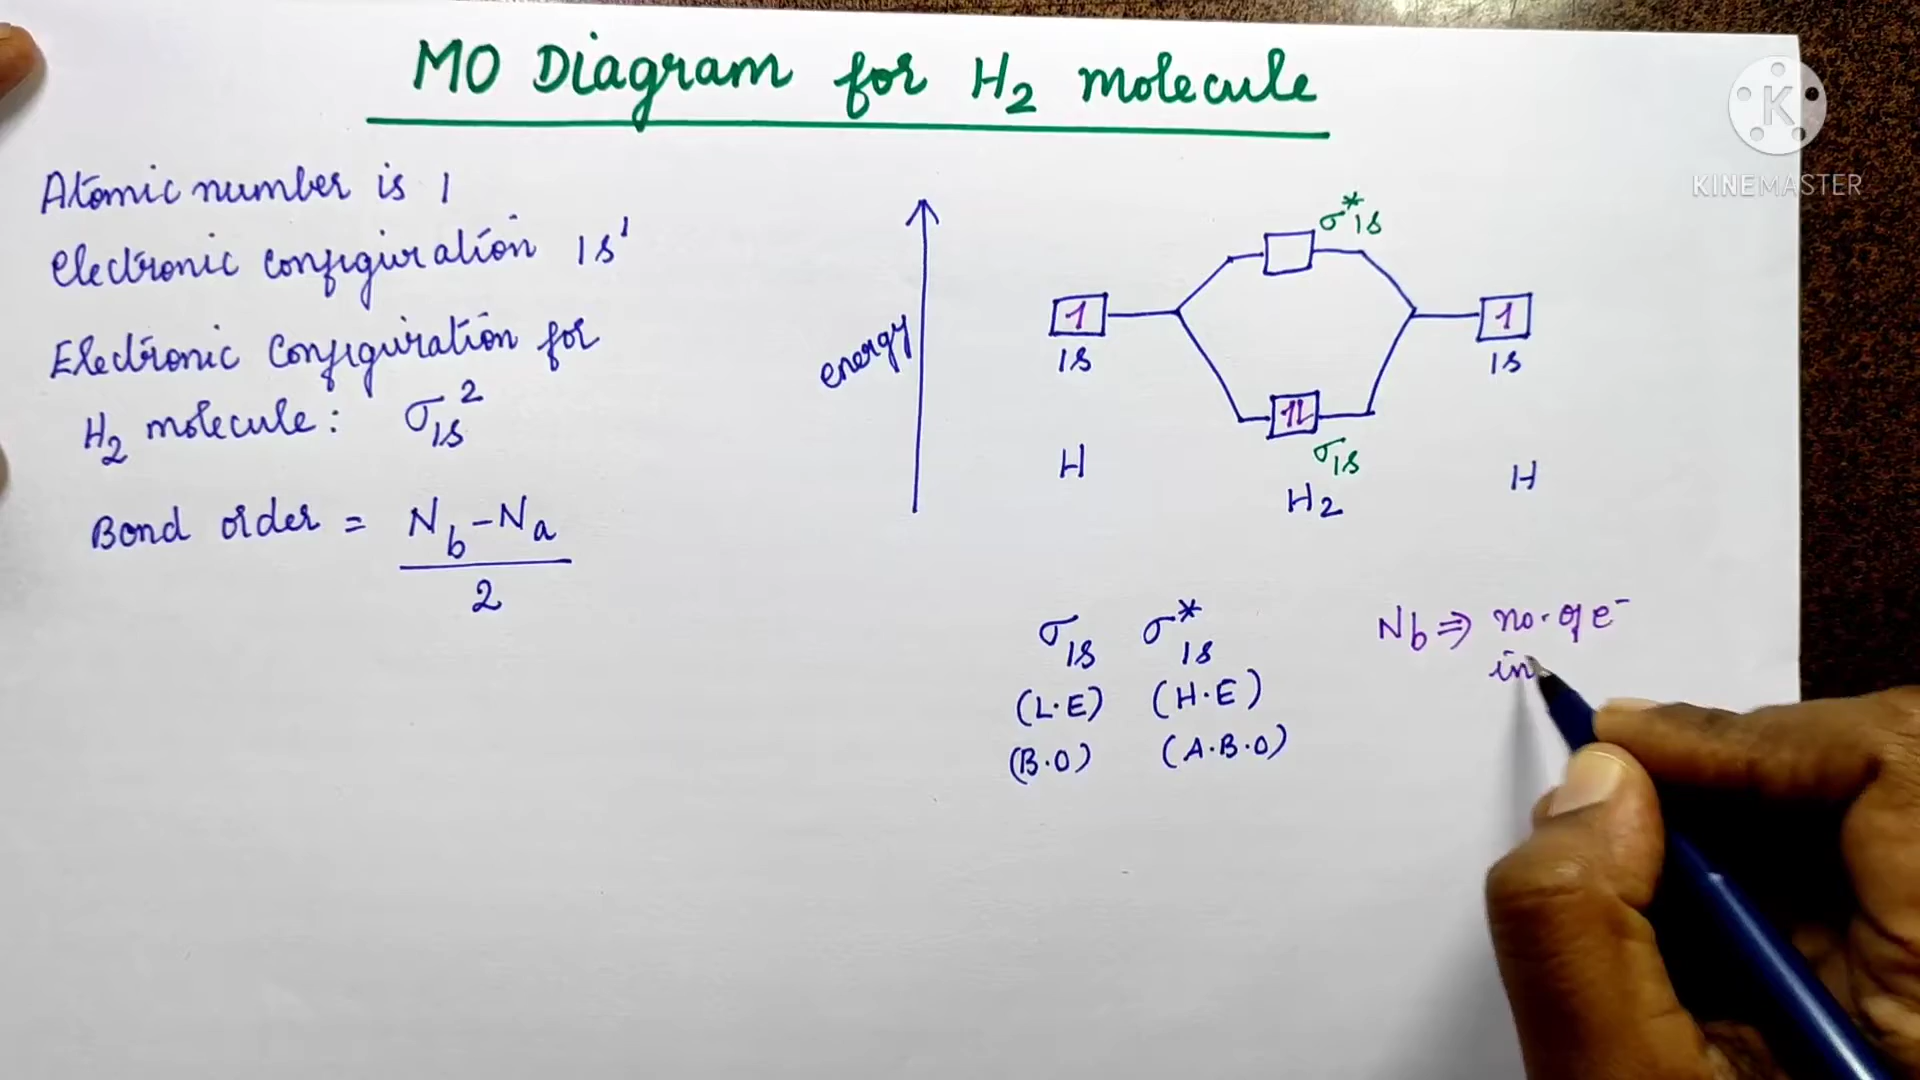 MO Diagram for H₂ molecule
KINEMASTER
Atomic number is 1
electronic configuration 1s¹
Electronic Configuration for
H₂ molecule: σ1s²
Bond order = Nb - Na
2
energy
σ*1s
1 1
1s 1s
1L
σ1s
H H₂ H
σ1s σ*1s
(L.E) (H.E)
(B.O) (A.B.O)
Nb ⇒ no. of e⁻
in